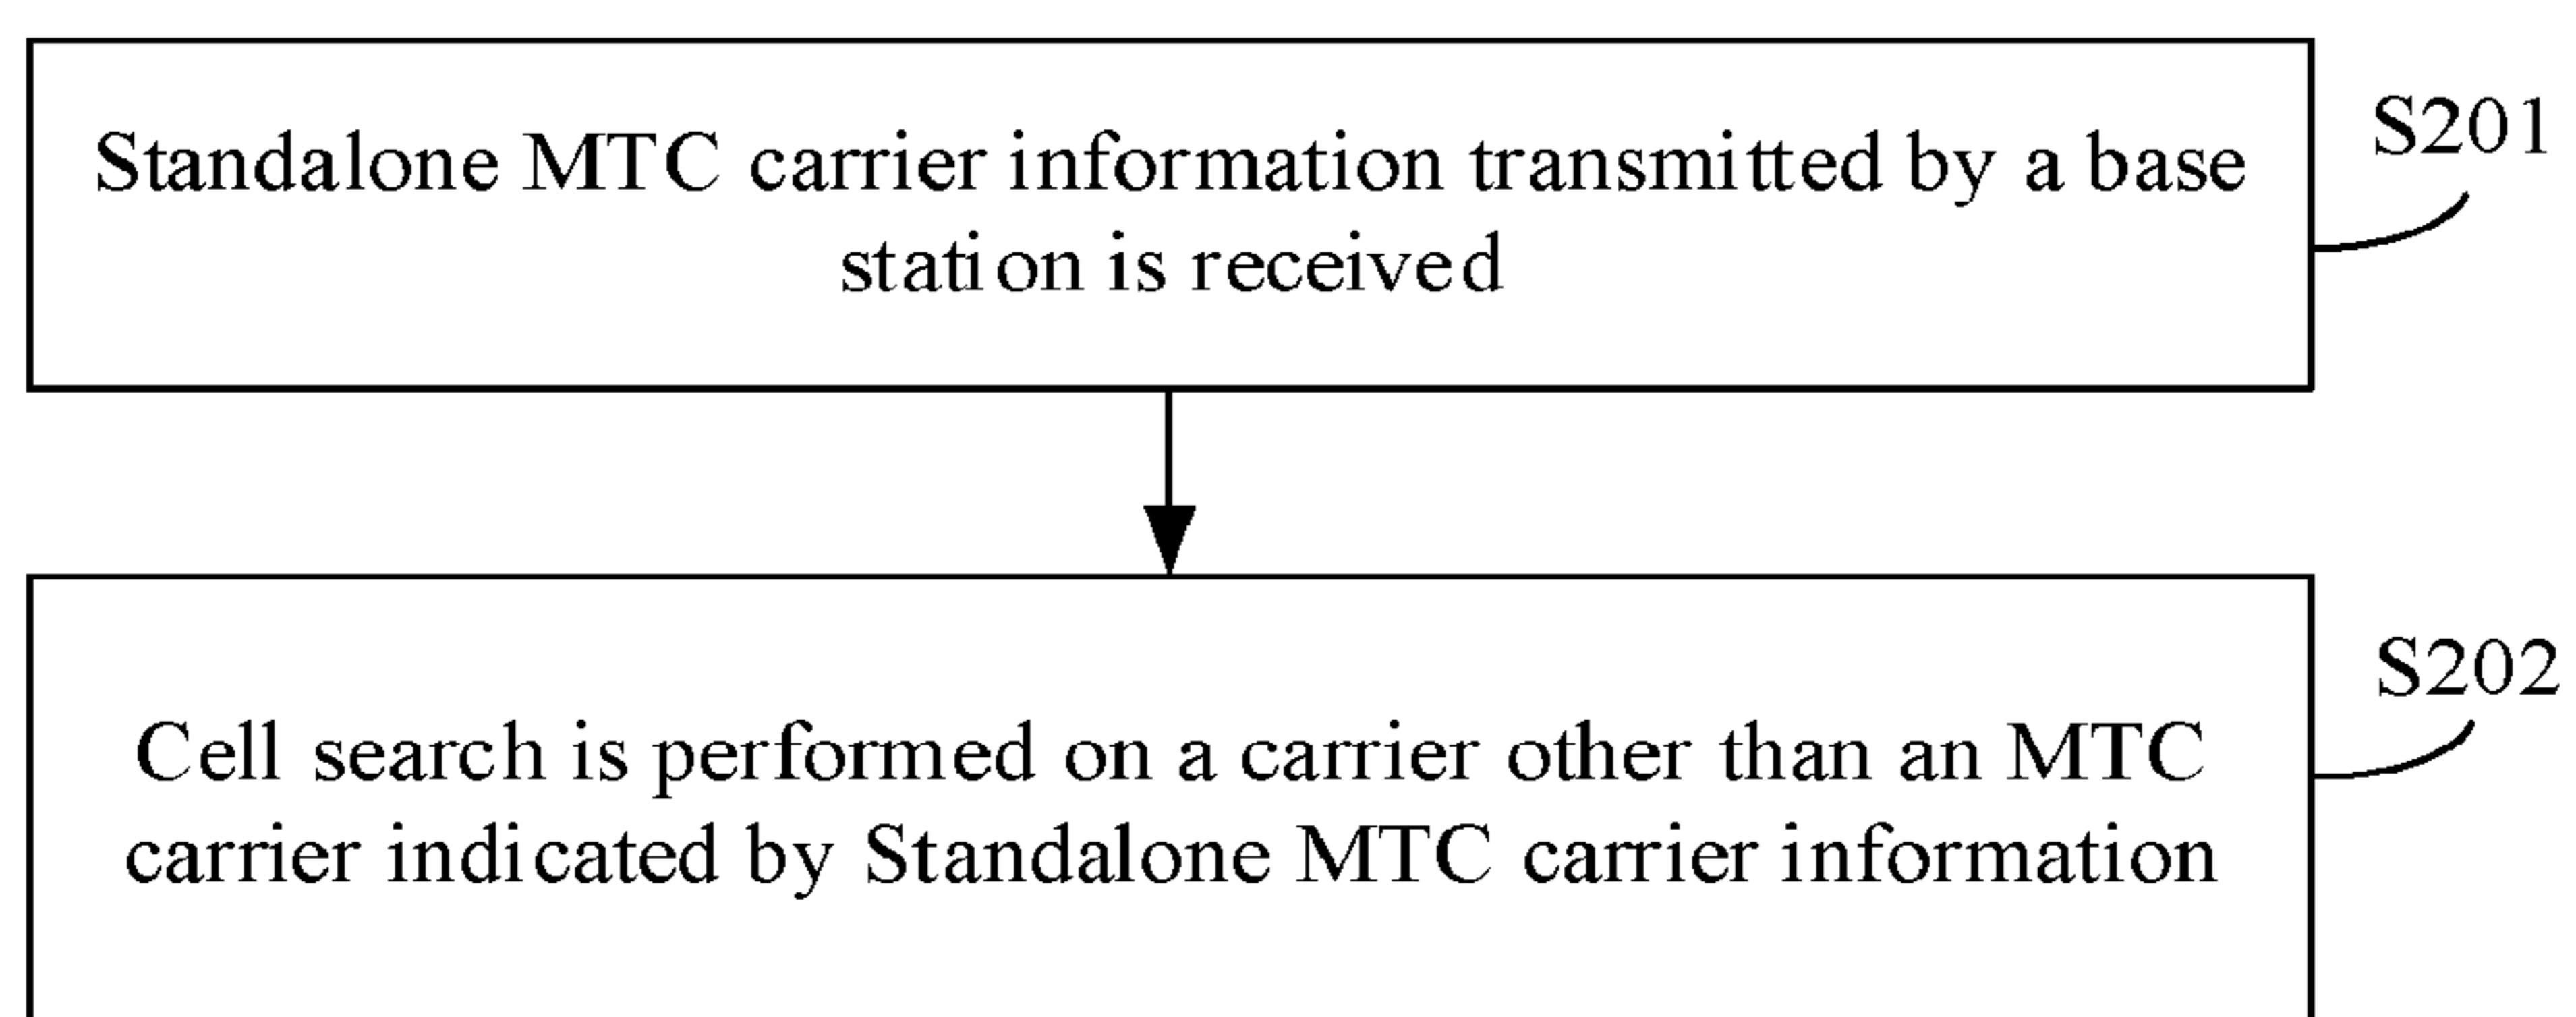 Standalone MTC carrier information transmitted by a base
station is received
S201
Cell search is performed on a carrier other than an MTC
carrier indicated by Standalone MTC carrier information
S202